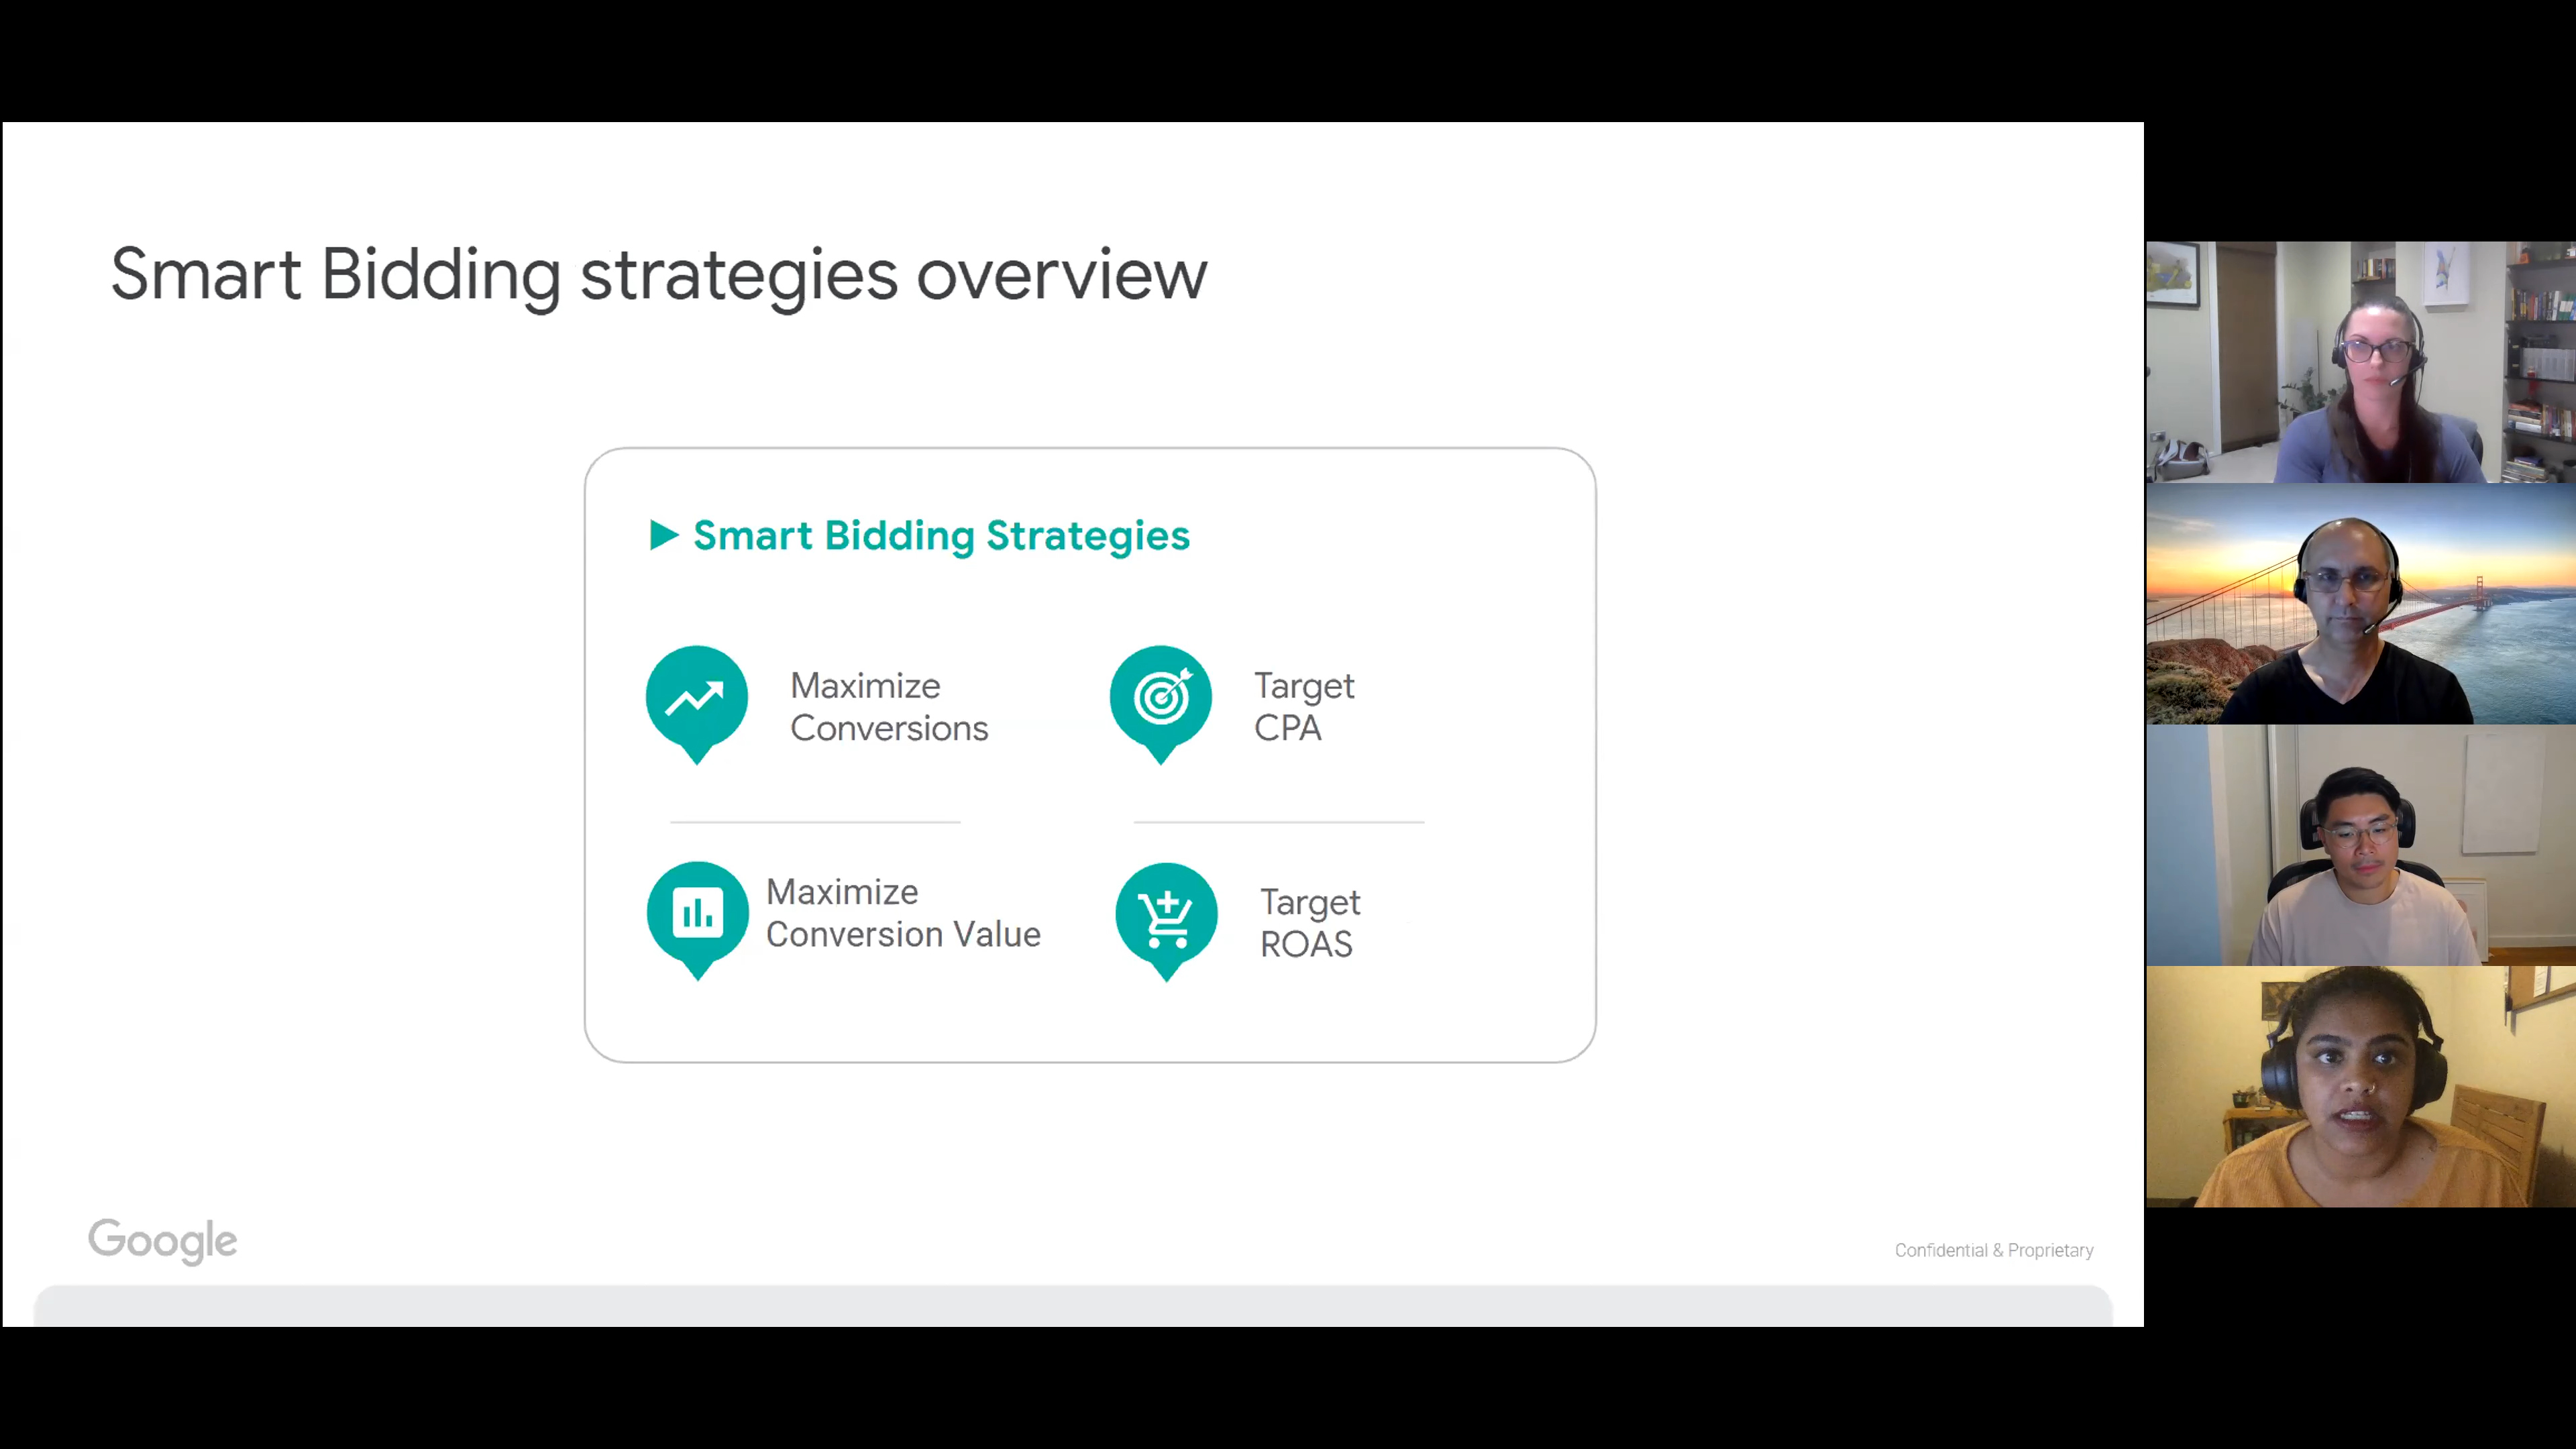 Smart Bidding strategies overview
Smart Bidding Strategies
Maximize
Conversions
Target
CPA
Maximize
Conversion Value
Target
ROAS
Google
Confidential & Proprietary